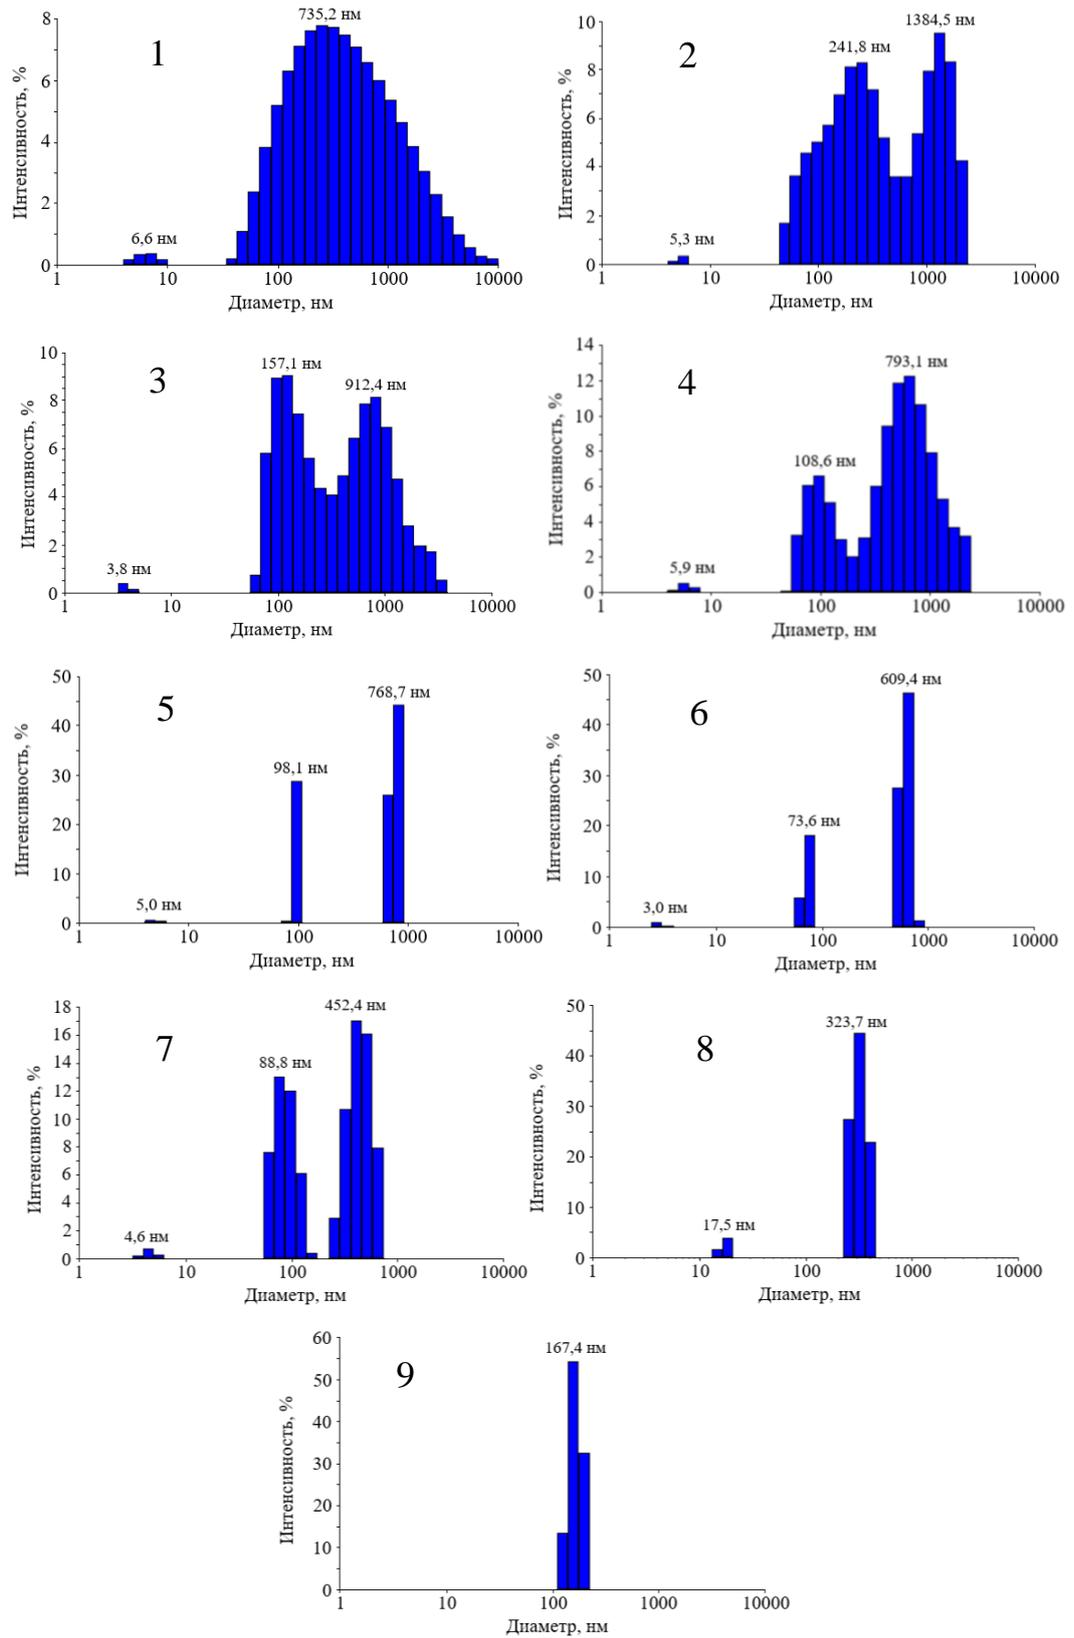 1
735,2 нм
6,6 нм
Интенсивность, %
8
6
4
2
0
1
10
100
1000
10000
Диаметр, нм
2
1384,5 нм
241,8 нм
5,3 нм
Интенсивность, %
10
8
6
4
2
0
1
10
100
1000
10000
Диаметр, нм
3
157,1 нм
912,4 нм
3,8 нм
Интенсивность, %
10
8
6
4
2
0
1
10
100
1000
10000
Диаметр, нм
4
793,1 нм
108,6 нм
5,9 нм
Интенсивность, %
14
12
10
8
6
4
2
0
1
10
100
1000
10000
Диаметр, нм
5
768,7 нм
98,1 нм
5,0 нм
Интенсивность, %
50
40
30
20
10
0
1
10
100
1000
10000
Диаметр, нм
6
609,4 нм
73,6 нм
3,0 нм
Интенсивность, %
50
40
30
20
10
0
1
10
100
1000
10000
Диаметр, нм
7
452,4 нм
88,8 нм
4,6 нм
Интенсивность, %
18
16
14
12
10
8
6
4
2
0
1
10
100
1000
10000
Диаметр, нм
8
323,7 нм
17,5 нм
Интенсивность, %
50
40
30
20
10
0
1
10
100
1000
10000
Диаметр, нм
9
167,4 нм
Интенсивность, %
60
50
40
30
20
10
0
1
10
100
1000
10000
Диаметр, нм